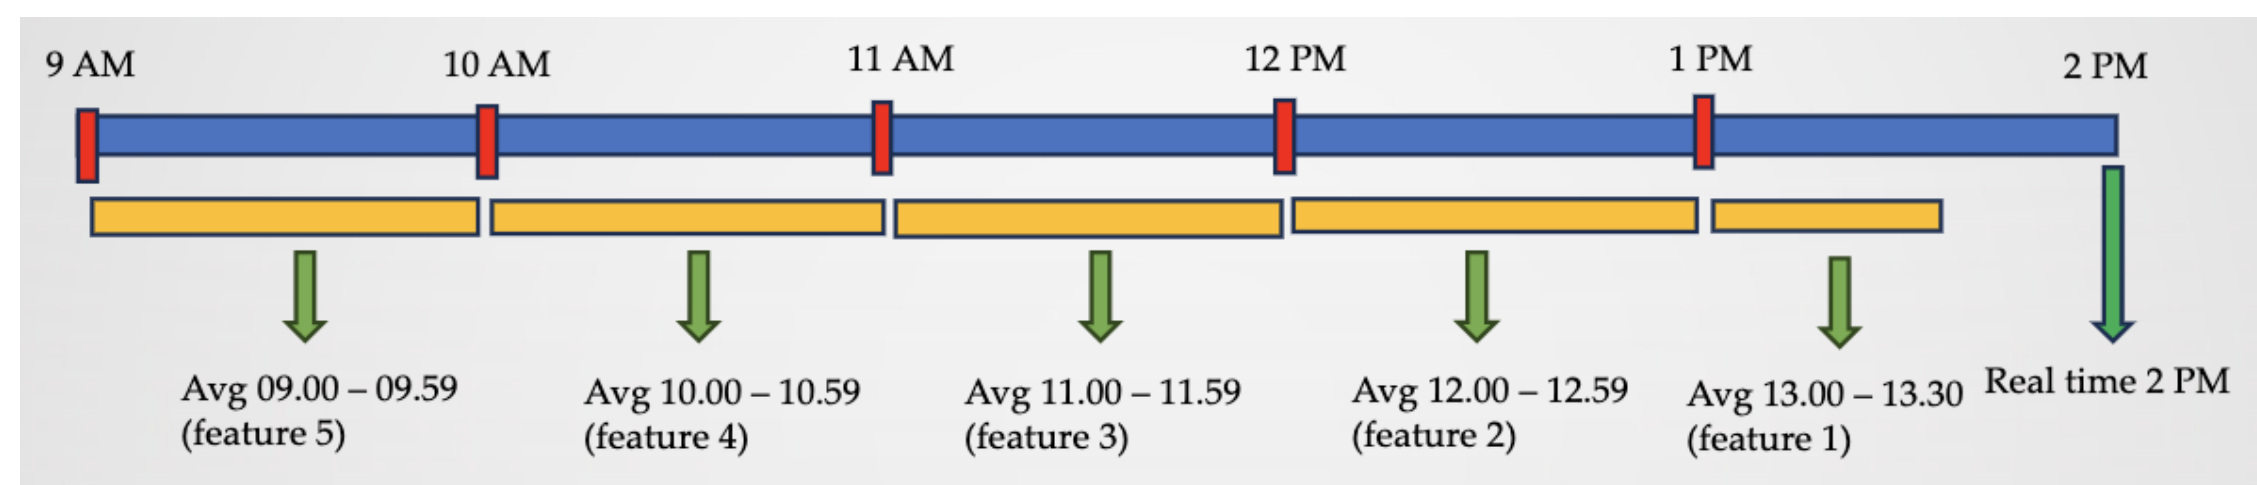 9 AM
10 AM
11 AM
12 PM
1 PM
2 PM
Avg 09.00 – 09.59
(feature 5)
Avg 10.00 – 10.59
(feature 4)
Avg 11.00 – 11.59
(feature 3)
Avg 12.00 – 12.59
(feature 2)
Avg 13.00 – 13.30
(feature 1)
Real time 2 PM